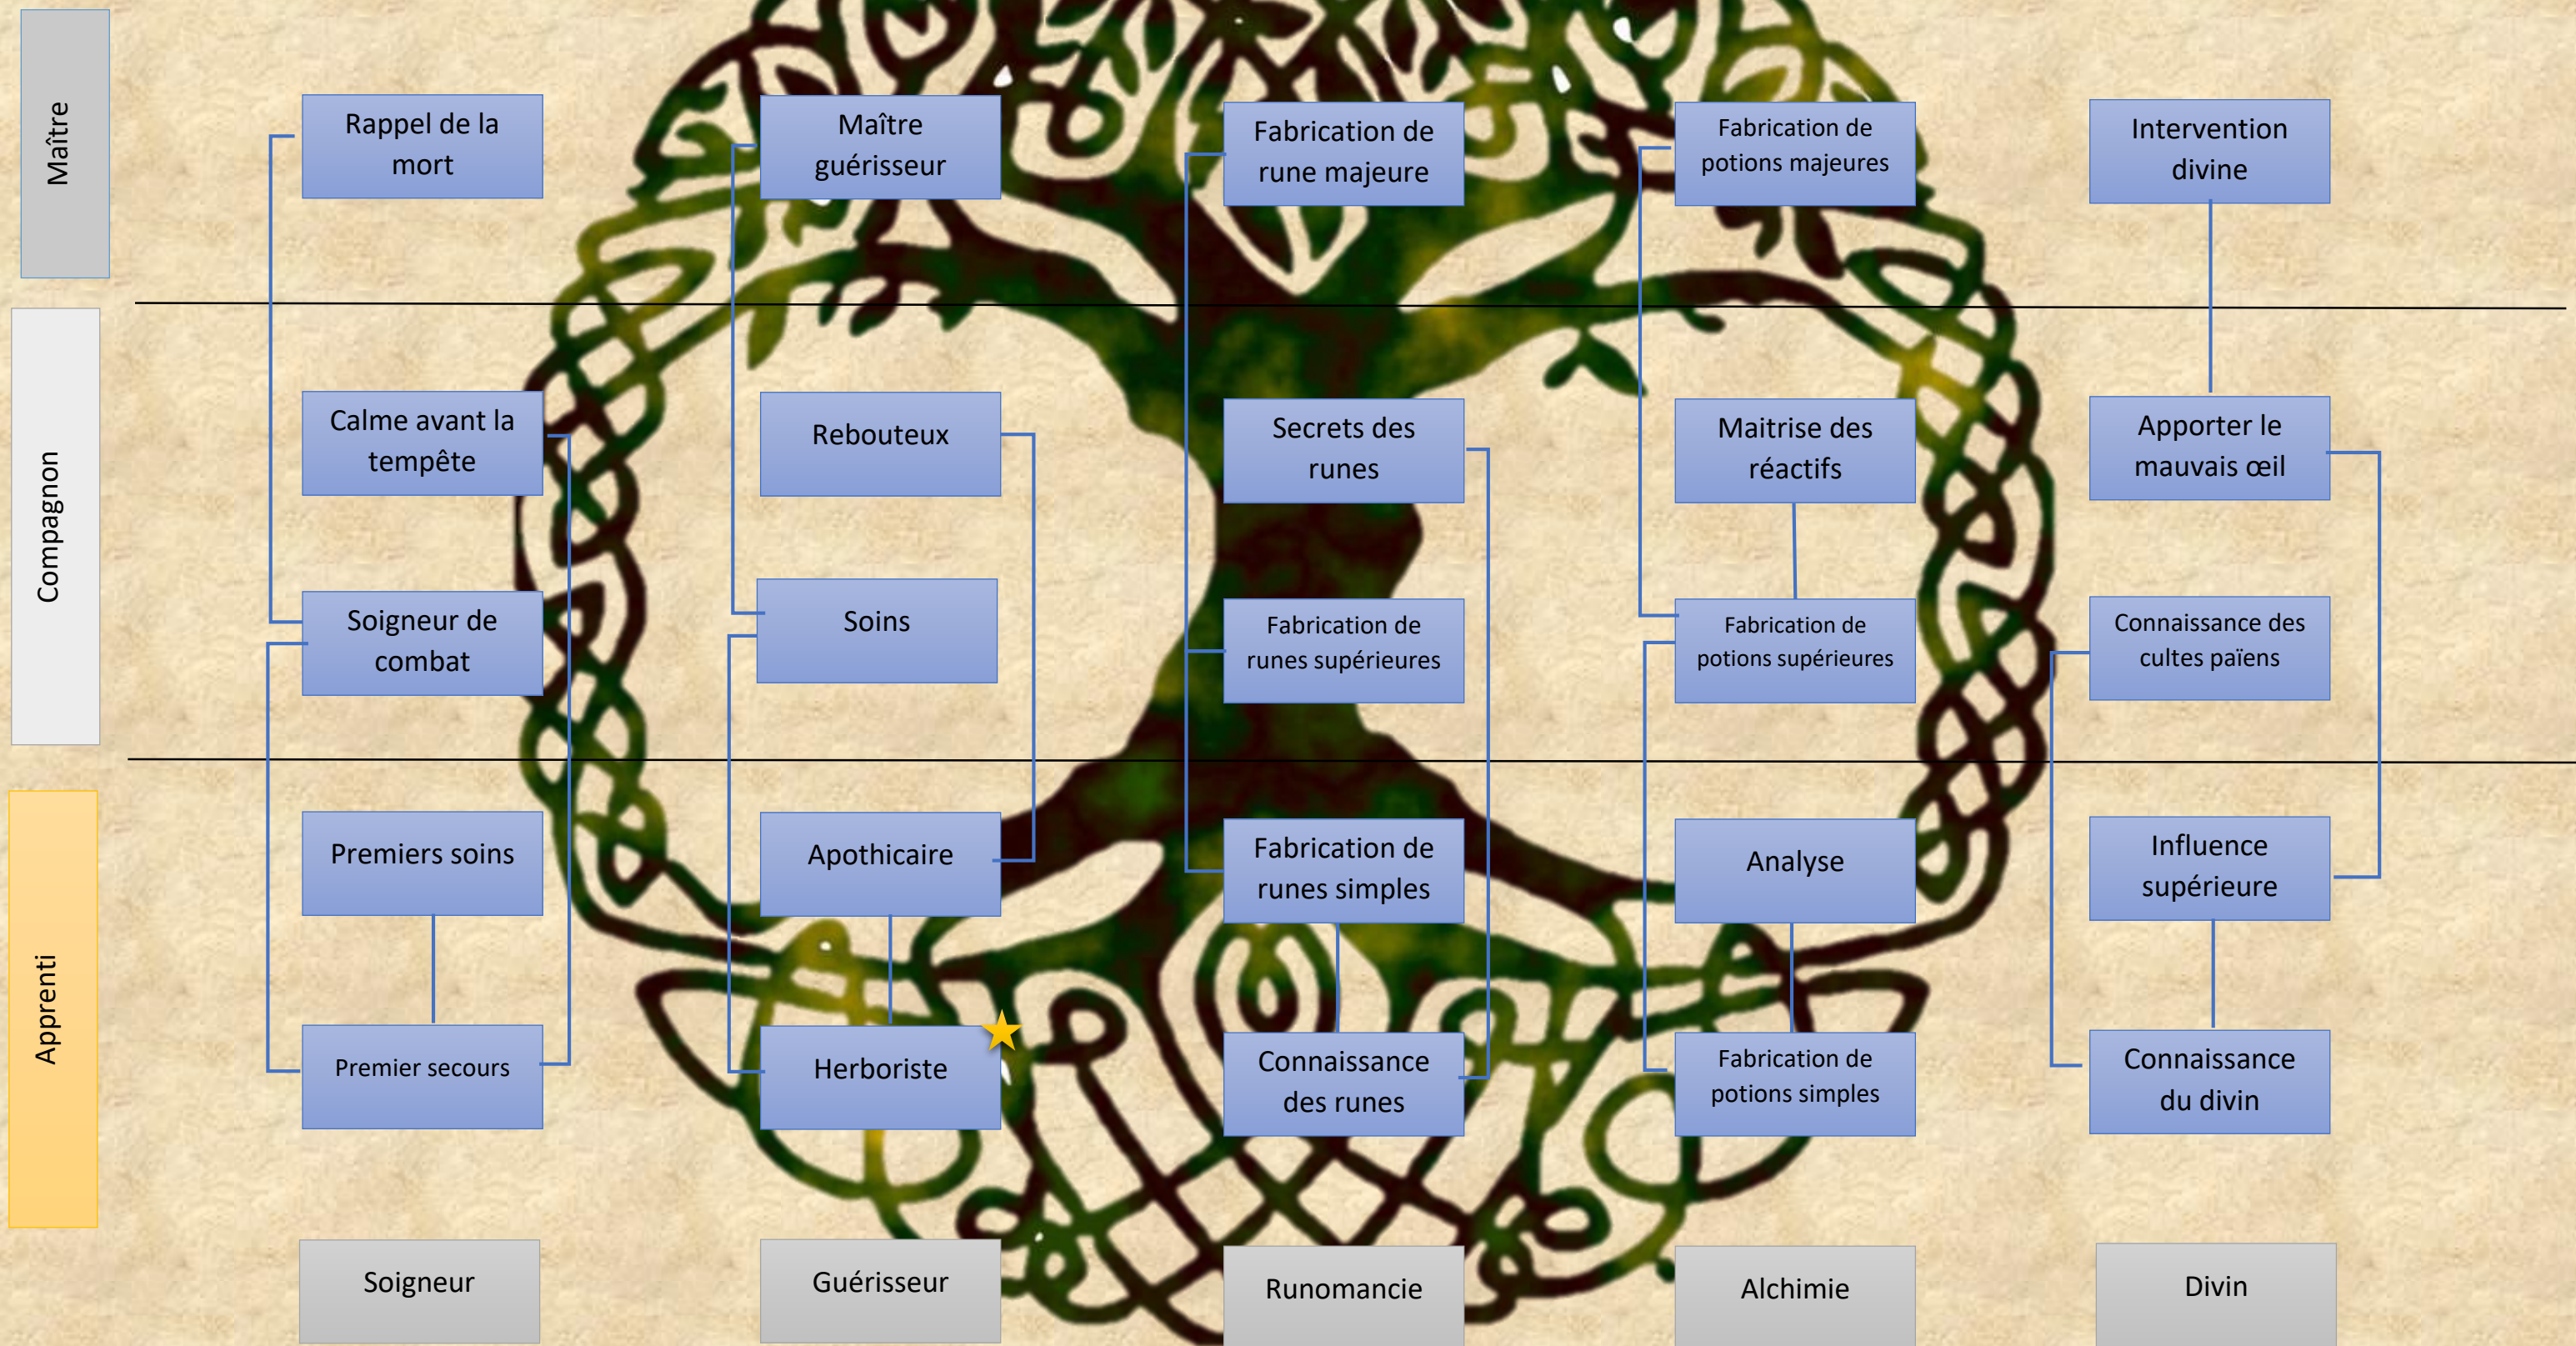 Maître
Rappel de la
mort
Maître
guérisseur
Fabrication de
rune majeure
Fabrication de
potions majeures
Intervention
divine
Compagnon
Calme avant la
tempête
Rebouteux
Secrets des
runes
Maitrise des
réactifs
Apporter le
mauvais œil
Soigneur de
combat
Soins
Fabrication de
runes supérieures
Fabrication de
potions supérieures
Connaissance des
cultes païens
Apprenti
Premiers soins
Apothicaire
Fabrication de
runes simples
Analyse
Influence
supérieure
Premier secours
Herboriste
Connaissance
des runes
Fabrication de
potions simples
Connaissance
du divin
Soigneur
Guérisseur
Runomancie
Alchimie
Divin